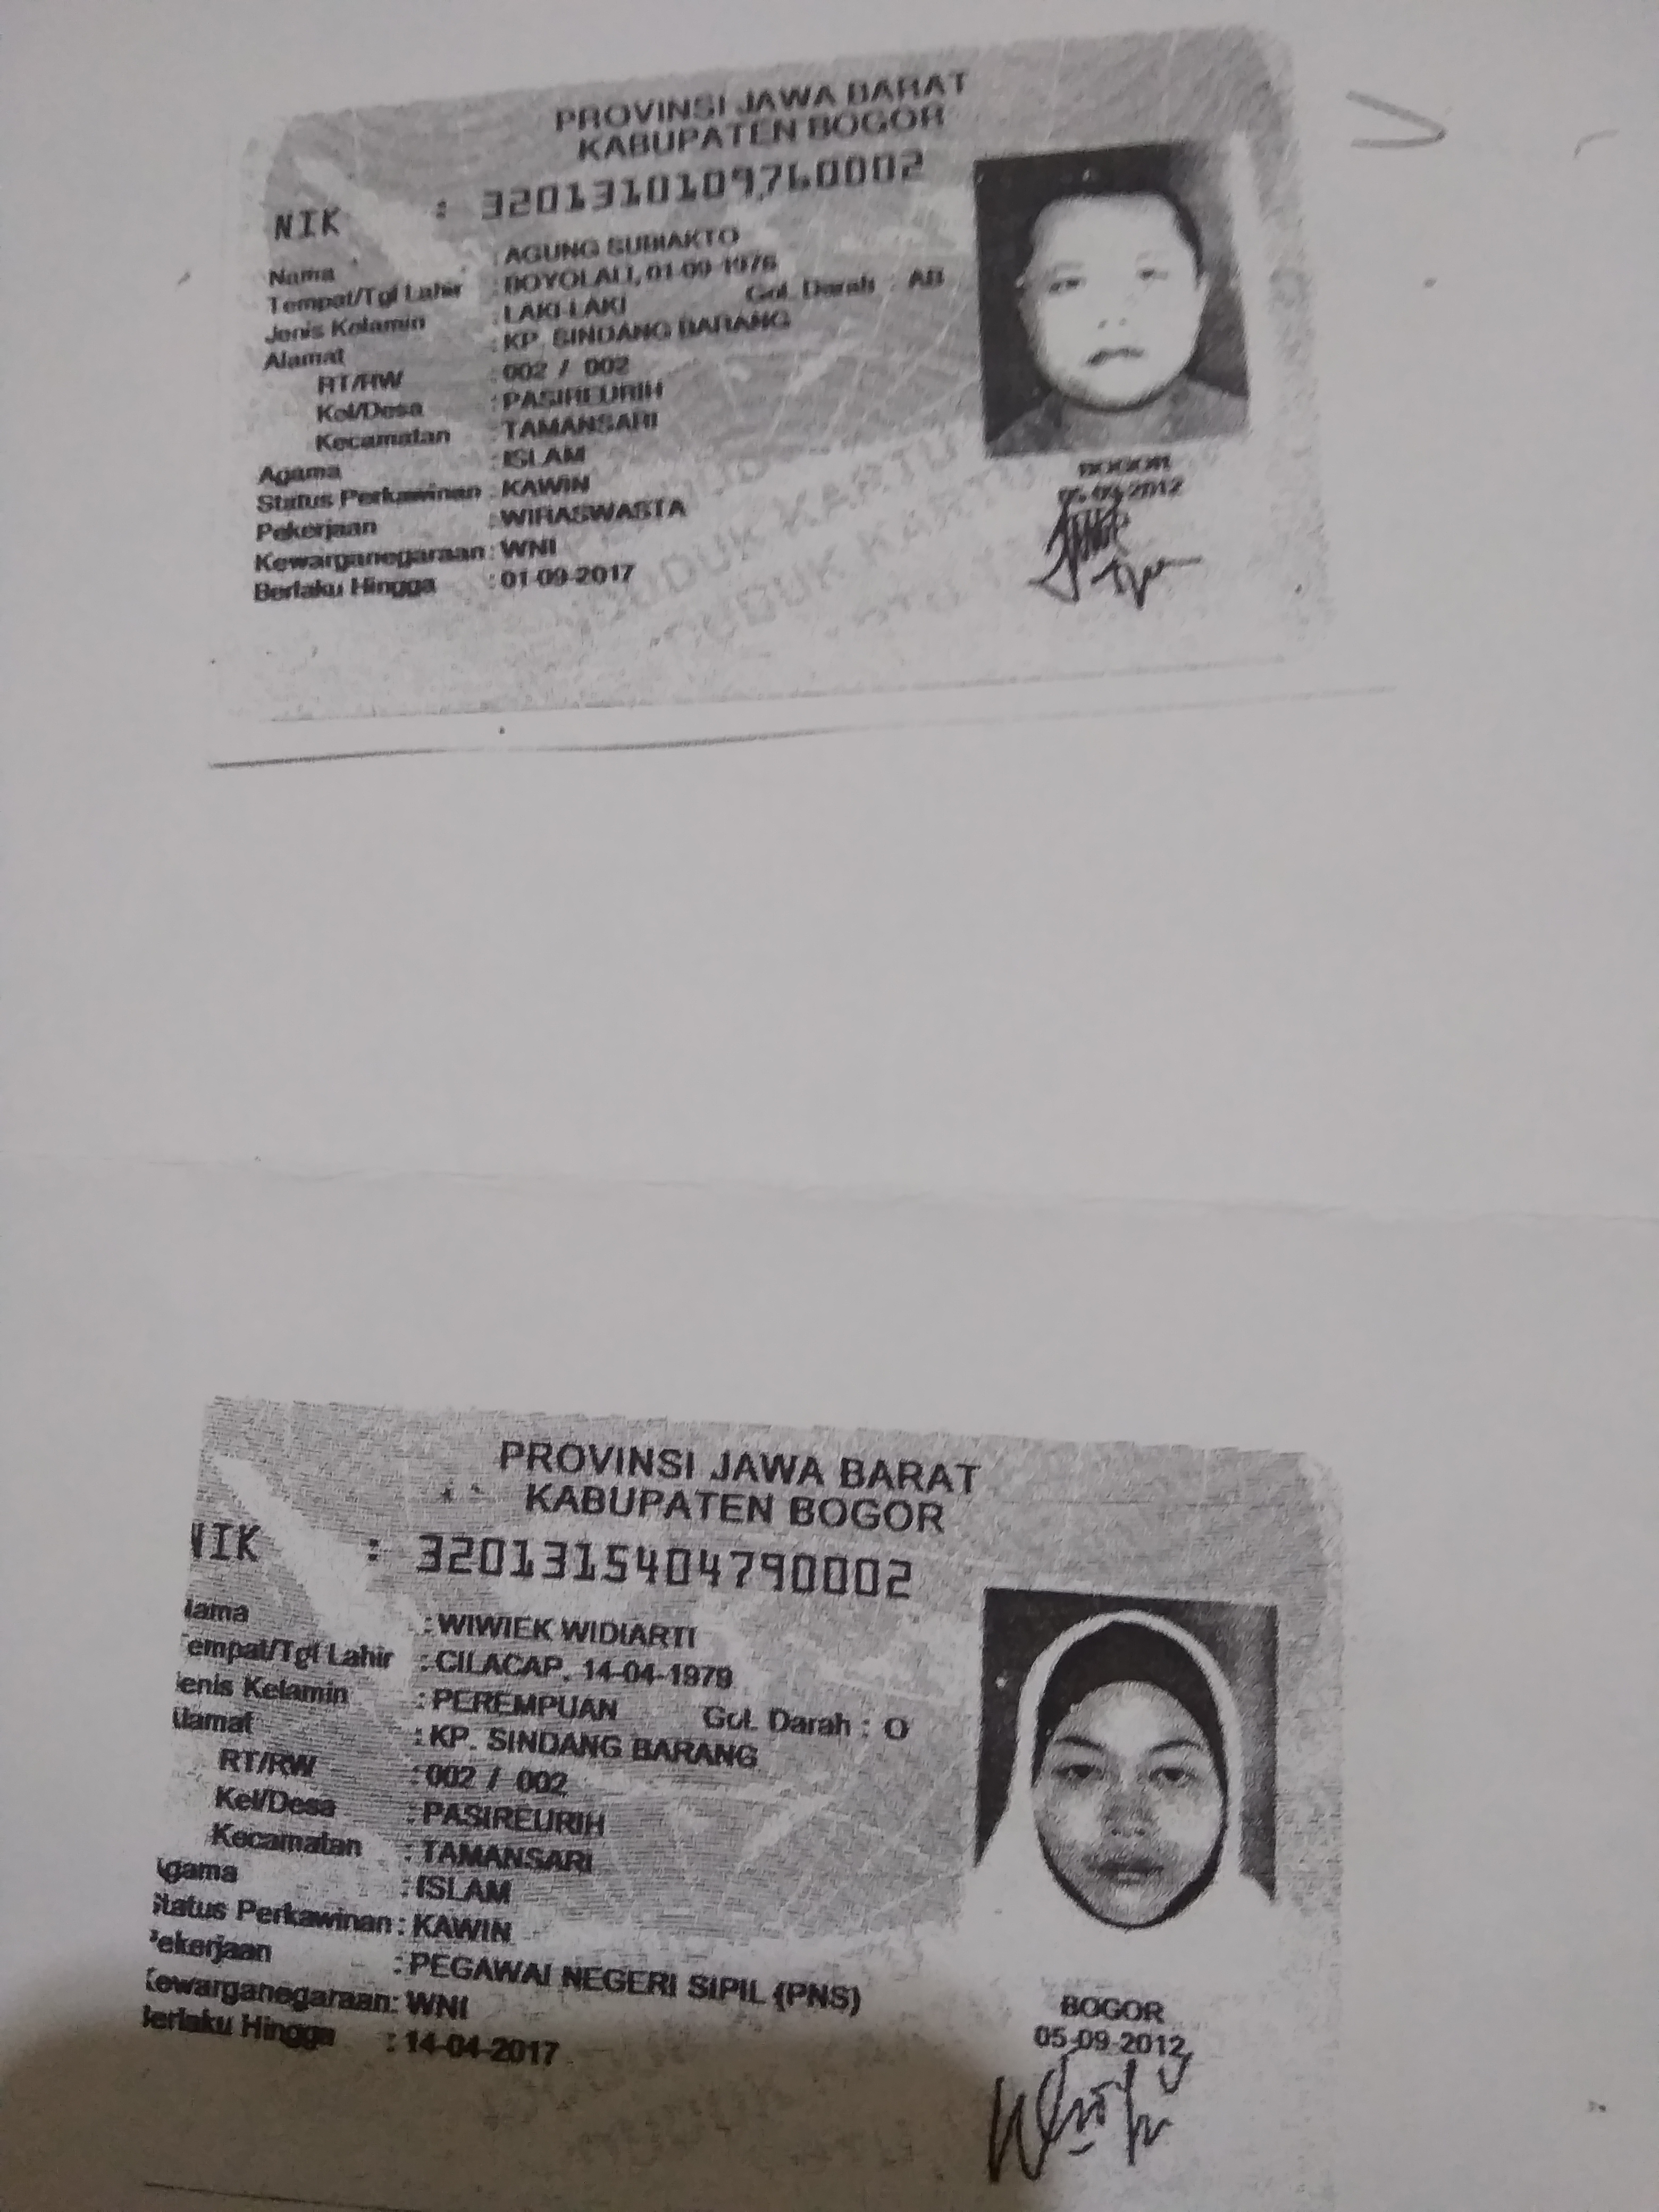 PROVINSI JAWA BARAT
KABUPATEN BOGOR
NIK : 3201310109760002
Nama : AGUNG SUBIAKTO
Tempat/Tgl Lahir : BOYOLALI, 01-09-1976
Jenis Kelamin : LAKI-LAKI Gol. Darah : AB
Alamat : KP. SINDANG BARANG
RT/RW : 002 / 002
Kel/Desa : PASIREURIH
Kecamatan : TAMANSARI
Agama : ISLAM
Status Perkawinan : KAWIN
Pekerjaan : WIRASWASTA
Kewarganegaraan : WNI
Berlaku Hingga : 01-09-2017
BOGOR
05-09-2012
PROVINSI JAWA BARAT
KABUPATEN BOGOR
NIK : 3201315404790002
Nama : WIWIEK WIDIARTI
Tempat/Tgl Lahir : CILACAP, 14-04-1979
Jenis Kelamin : PEREMPUAN Gol. Darah : O
Alamat : KP. SINDANG BARANG
RT/RW : 002 / 002
Kel/Desa : PASIREURIH
Kecamatan : TAMANSARI
Agama : ISLAM
Status Perkawinan : KAWIN
Pekerjaan : PEGAWAI NEGERI SIPIL (PNS)
Kewarganegaraan : WNI
Berlaku Hingga : 14-04-2017
BOGOR
05-09-2012